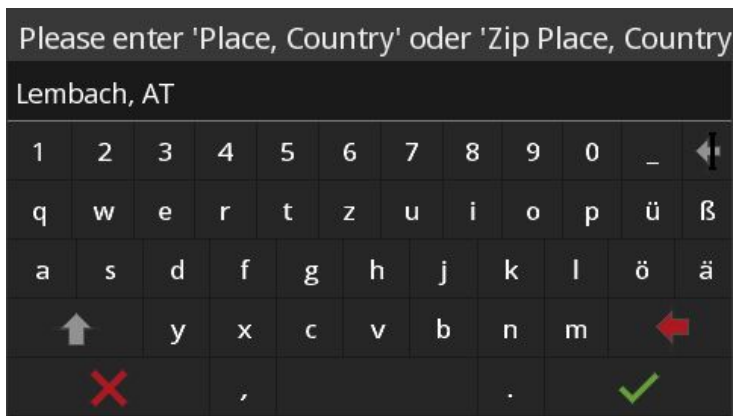 Please enter 'Place, Country' oder 'Zip Place, Country
Lembach, AT
1 2 3 4 5 6 7 8 9 0 _
q w e r t z u i o p ü ß
a s d f g h j k l ö ä
y x c v b n m
, .